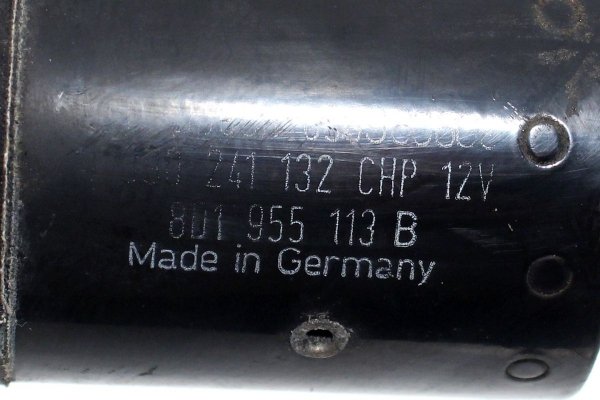 241 132 CHP 12V
8D1 955 113 B
Made in Germany